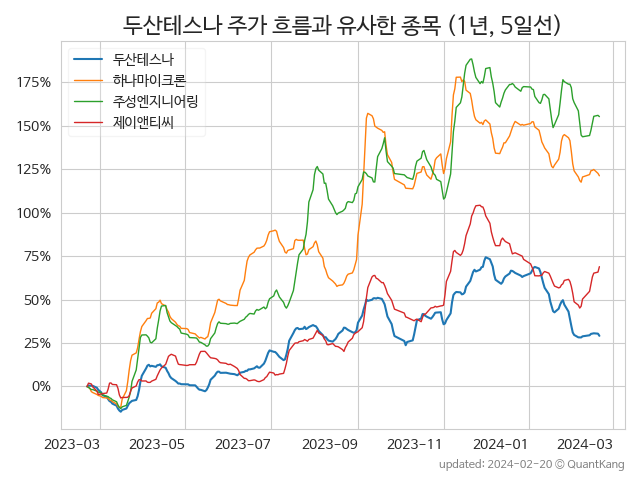 두산테스나 주가 흐름과 유사한 종목 (1년, 5일선)
두산테스나
하나마이크론
주성엔지니어링
제이앤티씨
175%
150%
125%
100%
75%
50%
25%
0%
2023-03 2023-05 2023-07 2023-09 2023-11 2024-01 2024-03
updated: 2024-02-20 © QuantKang